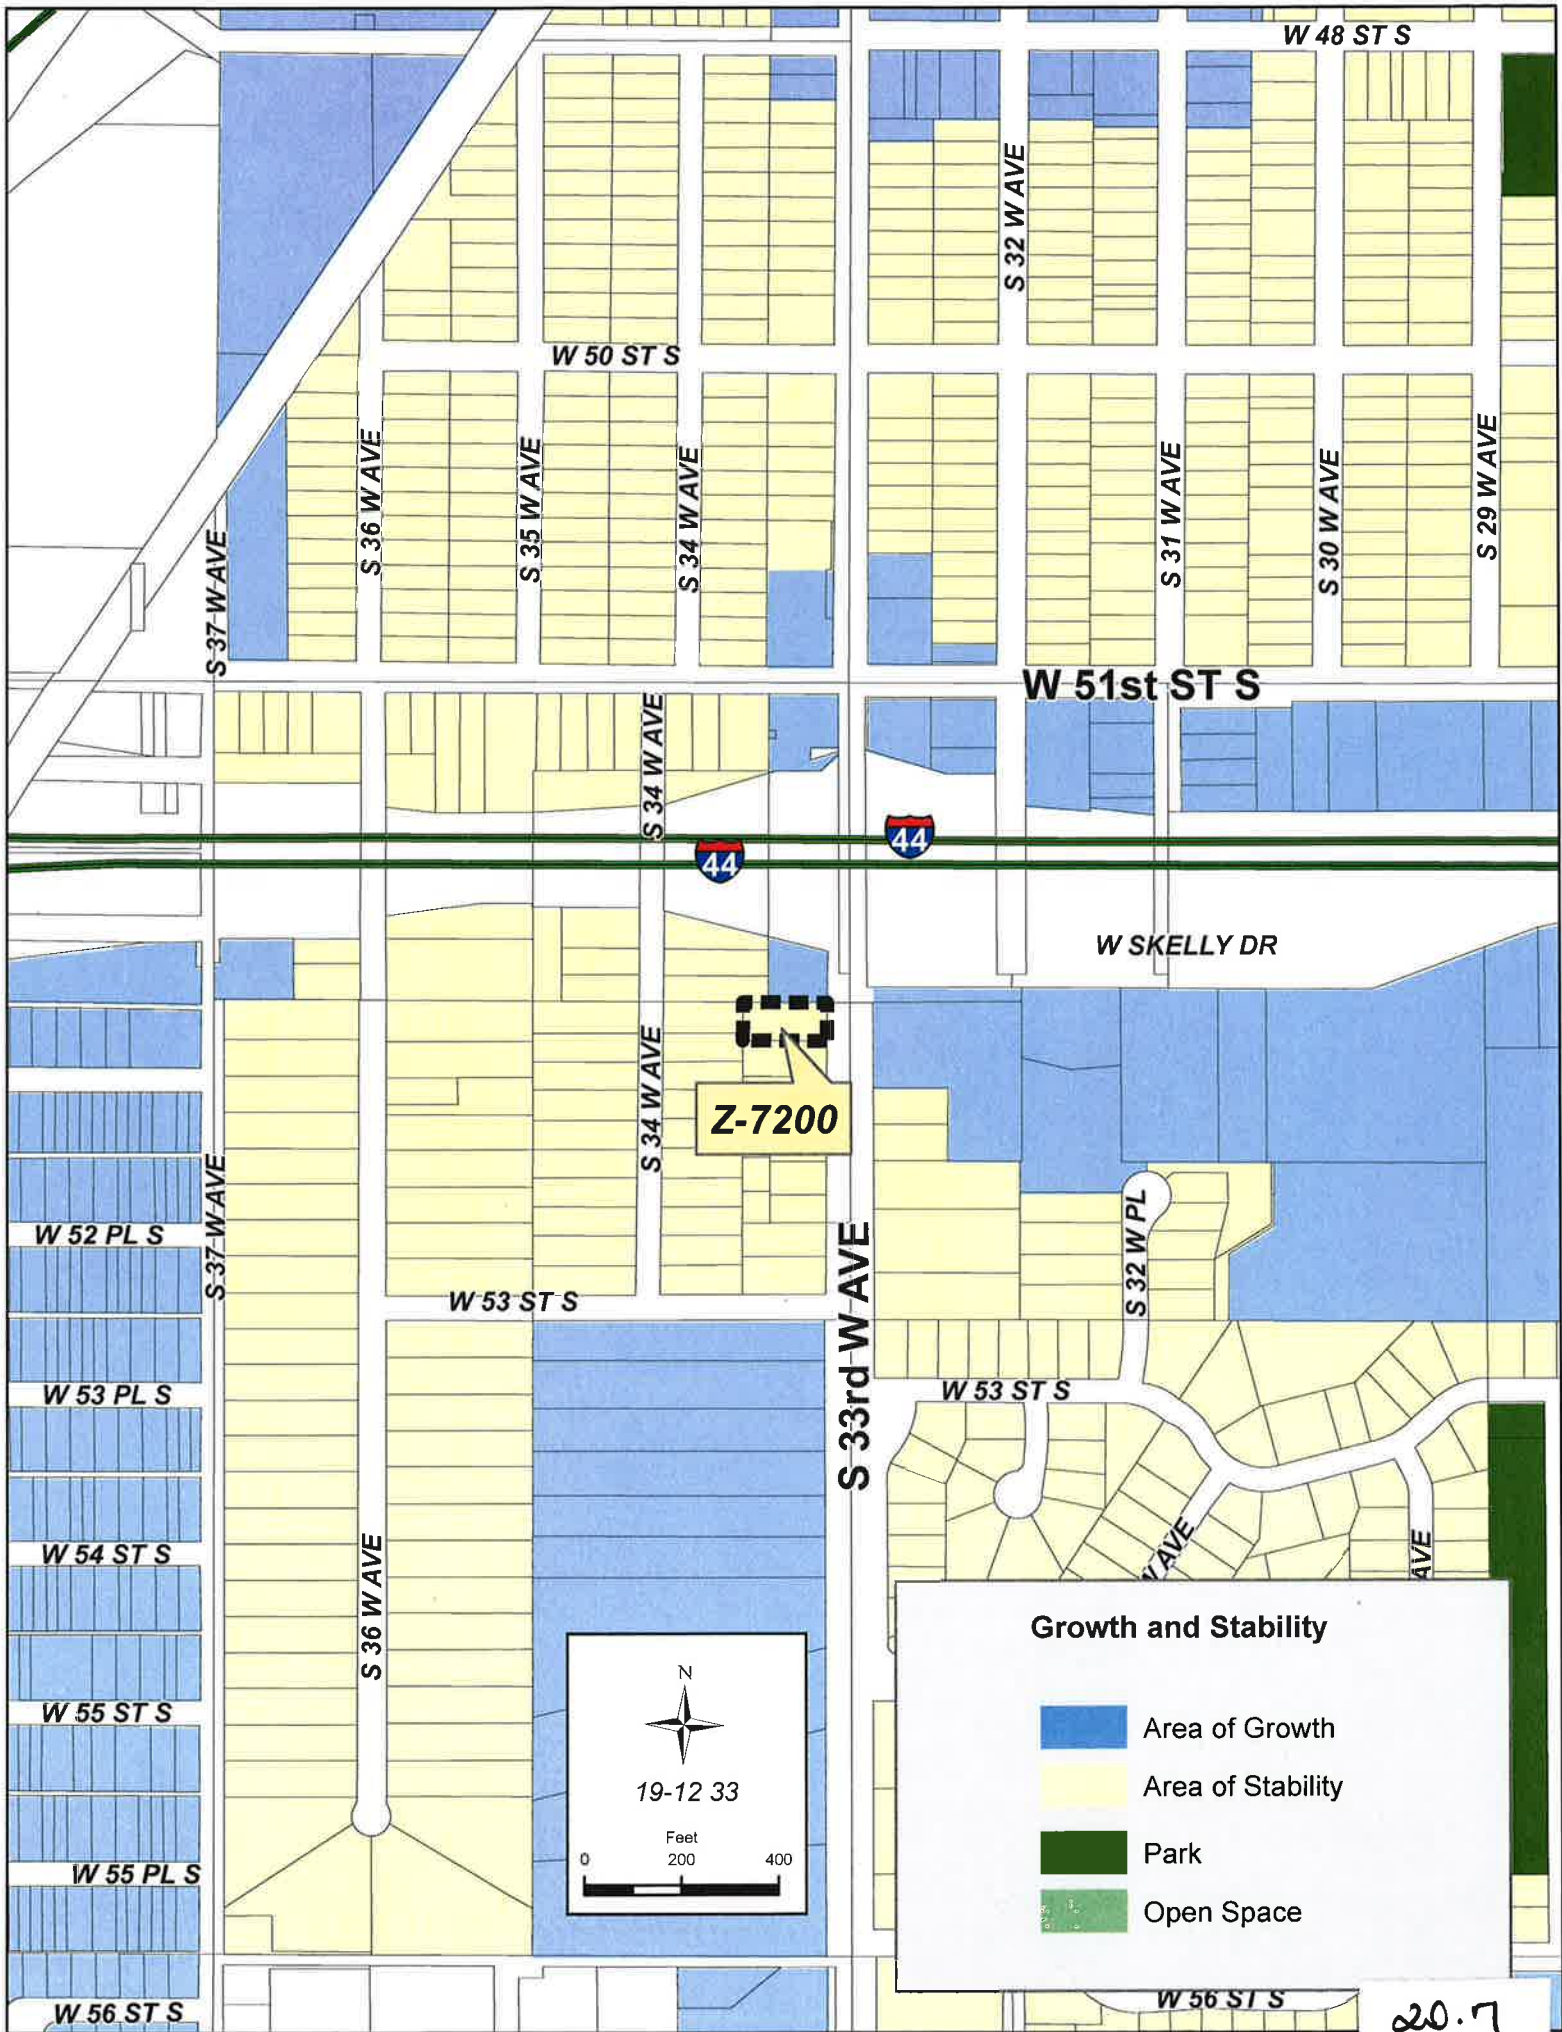 W 48 ST S
S 32 W AVE
W 50 ST S
S 36 W AVE
S 35 W AVE
S 34 W AVE
S 31 W AVE
S 30 W AVE
S 29 W AVE
S 37 W AVE
W 51st ST S
S 34 W AVE
44
44
W SKELLY DR
S 34 W AVE
Z-7200
S 37 W AVE
W 52 PL S
S 32 W PL
W 53 ST S
S 33rd W AVE
W 53 PL S
W 53 ST S
W 54 ST S
S 36 W AVE
W AVE
AVE
Growth and Stability
N
W 55 ST S
Area of Growth
19-12 33
Area of Stability
Feet
0 200 400
Park
W 55 PL S
Open Space
W 56 ST S
W 56 ST S
20.7